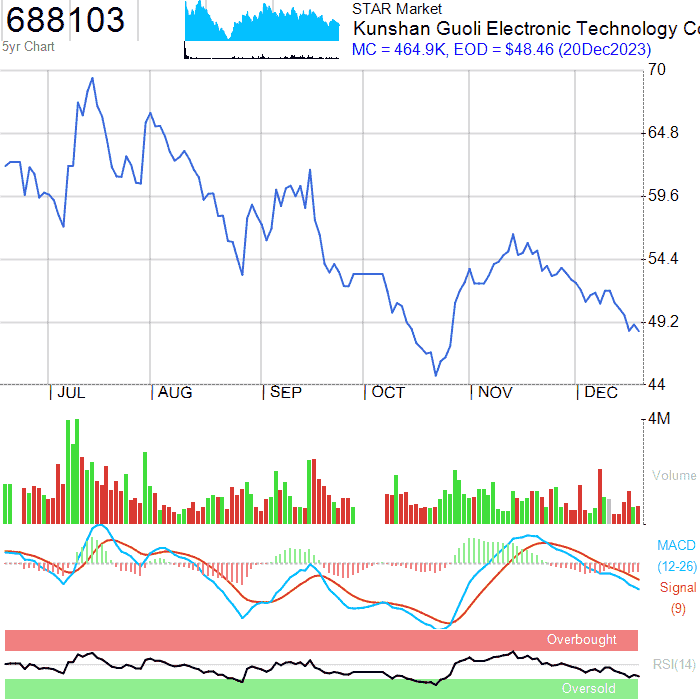 688103
5yr Chart
STAR Market
Kunshan Guoli Electronic Technology Co
MC = 464.9K, EOD = $48.46 (20Dec2023)
70
64.8
59.6
54.4
49.2
44
JUL AUG SEP OCT NOV DEC
4M
Volume
MACD
(12-26)
Signal
(9)
Overbought
RSI(14)
Oversold